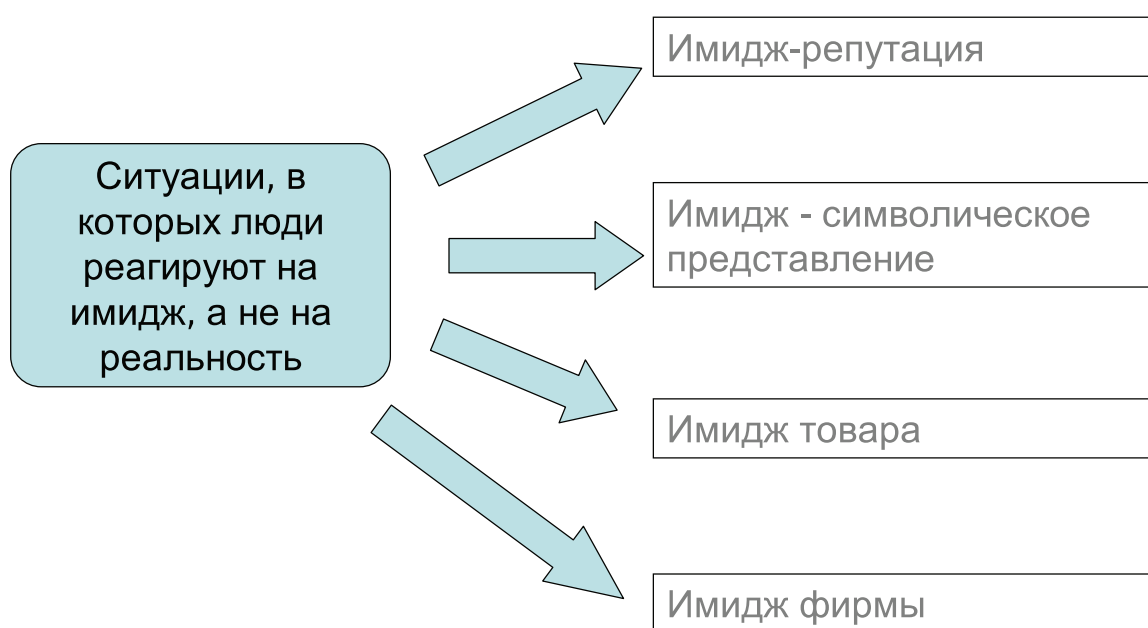 Ситуации, в
которых люди
реагируют на
имидж, а не на
реальность
Имидж-репутация
Имидж - символическое
представление
Имидж товара
Имидж фирмы